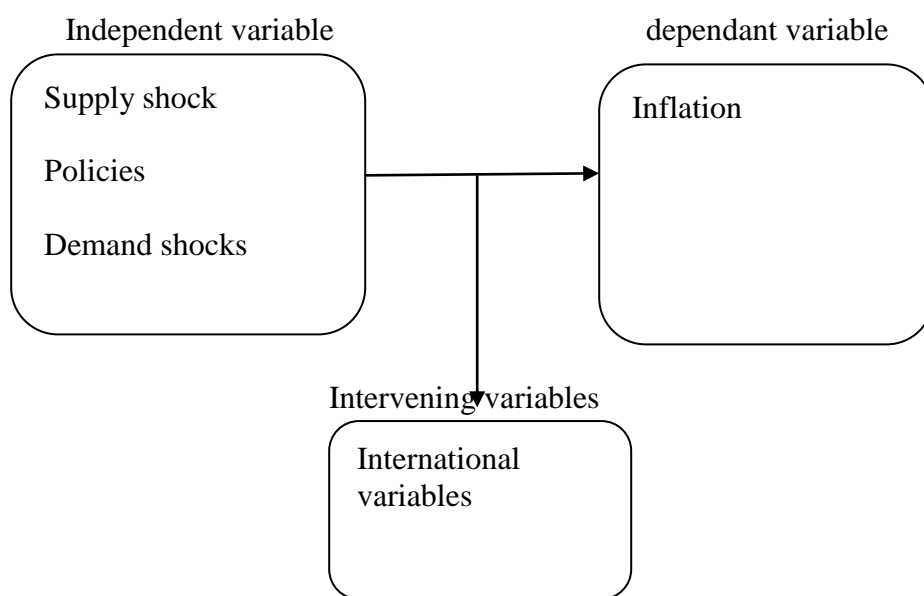 Independent variable
dependant variable
Supply shock
Policies
Demand shocks
Inflation
Intervening variables
International
variables